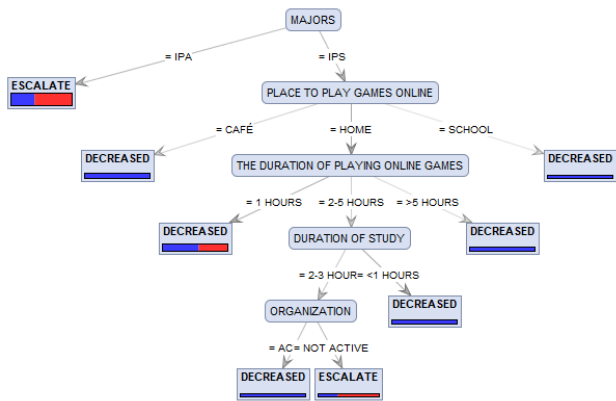 MAJORS
= IPA
= IPS
ESCALATE
PLACE TO PLAY GAMES ONLINE
= CAFÉ
= HOME
= SCHOOL
DECREASED
THE DURATION OF PLAYING ONLINE GAMES
DECREASED
= 1 HOURS
= 2-5 HOURS
= >5 HOURS
DECREASED
DURATION OF STUDY
DECREASED
= 2-3 HOUR= <1 HOURS
ORGANIZATION
DECREASED
= AC= NOT ACTIVE
DECREASED
ESCALATE